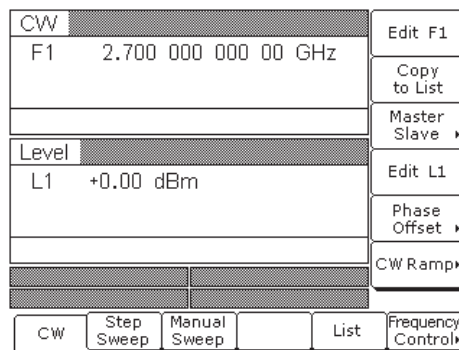 CW
F1 2.700 000 000 00 GHz
Level
L1 +0.00 dBm
Edit F1
Copy
to List
Master
Slave
Edit L1
Phase
Offset
CW Ramp
CW
Step
Sweep
Manual
Sweep
List
Frequency
Control